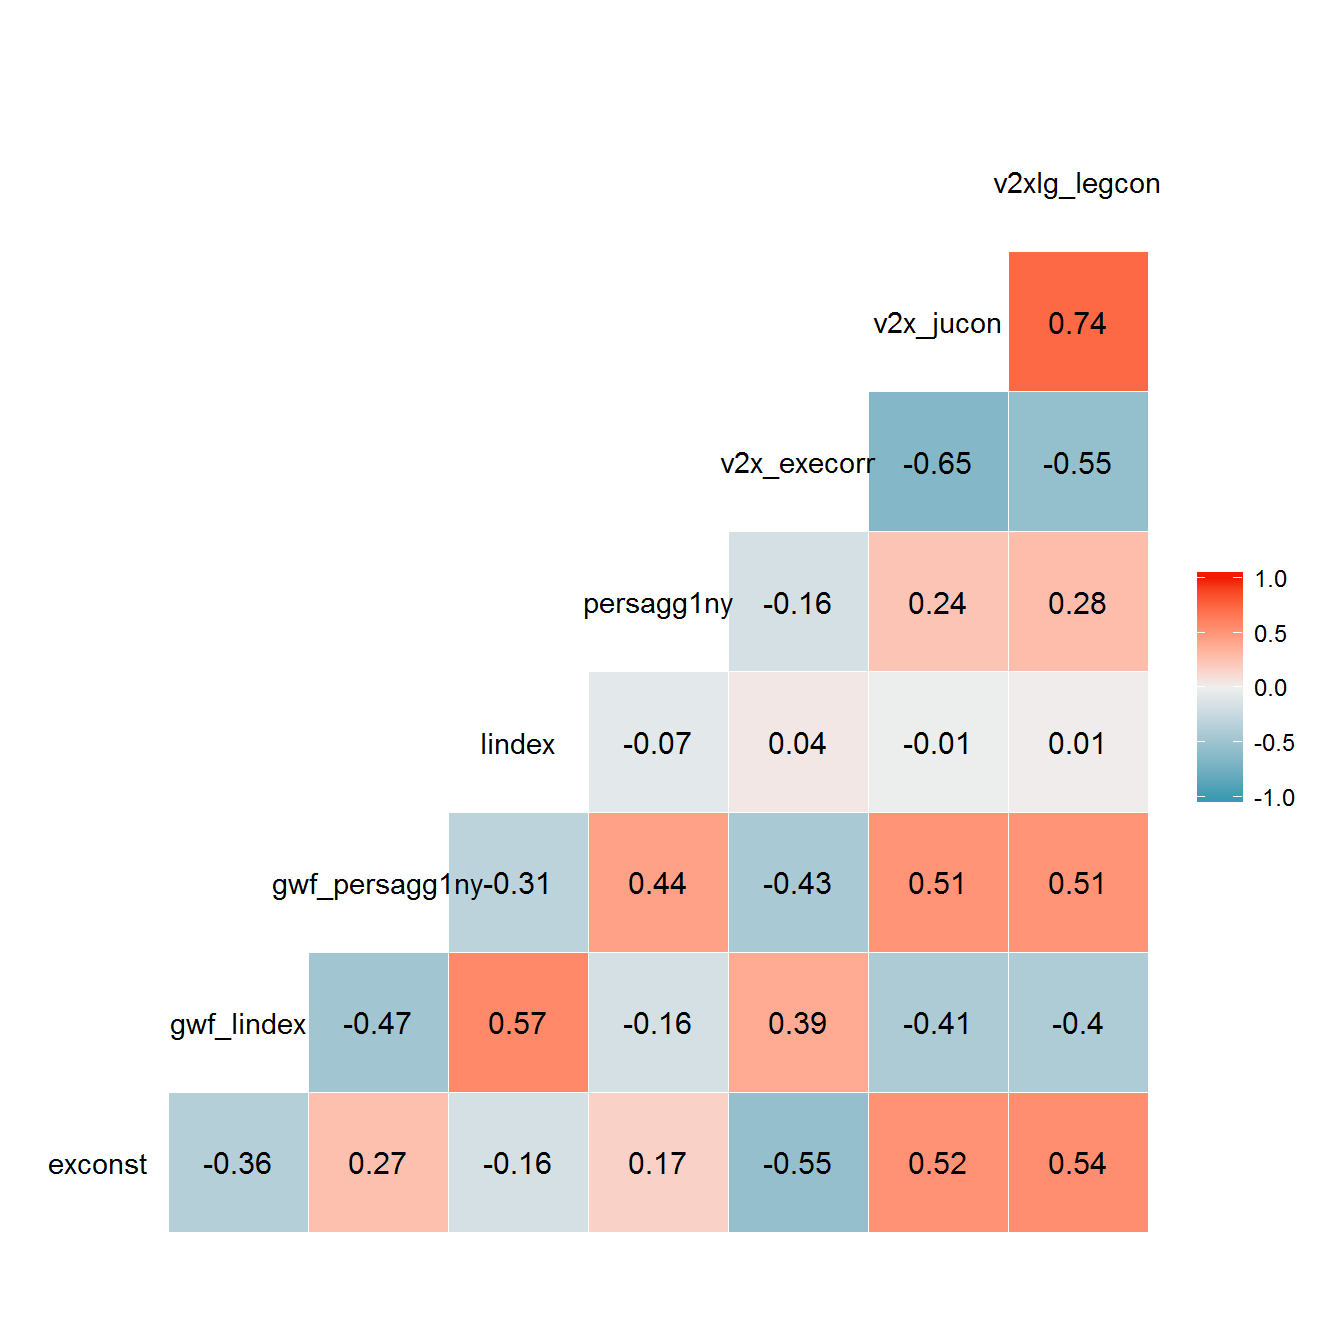 v2xlg_legcon
v2x_jucon 0.74
v2x_execorr -0.65 -0.55
persagg1ny -0.16 0.24 0.28
lindex -0.07 0.04 -0.01 0.01
gwf_persagg1ny -0.31 0.44 -0.43 0.51 0.51
gwf_lindex -0.47 0.57 -0.16 0.39 -0.41 -0.4
exconst -0.36 0.27 -0.16 0.17 -0.55 0.52 0.54
1.0
0.5
0.0
-0.5
-1.0